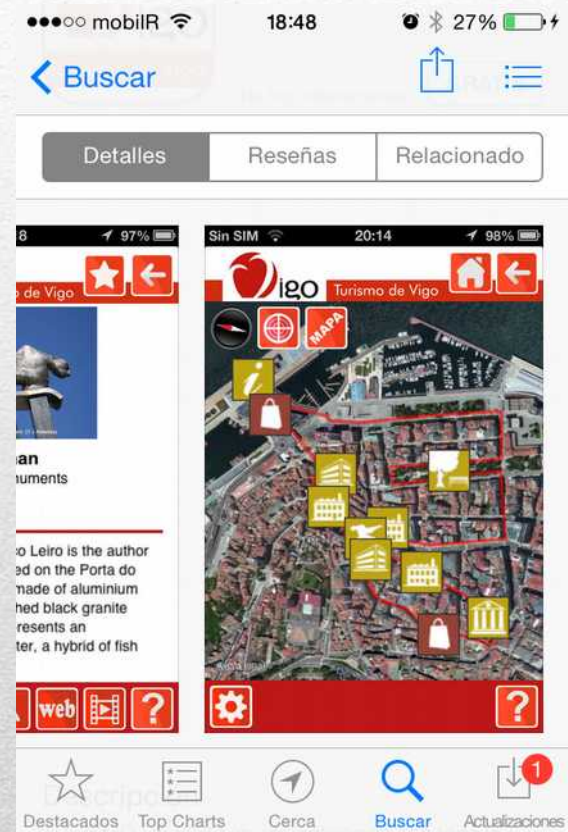 mobilR 18:48 27%
Buscar
Detalles Reseñas Relacionado
8 97%
de Vigo
an
numents
o Leiro is the author
ed on the Porta do
made of aluminium
hed black granite
resents an
ter, a hybrid of fish
web ?
Sin SIM 20:14 98%
Vigo Turismo de Vigo
MAPA
i
?
1
Destacados Top Charts Cerca Buscar Actualizaciones